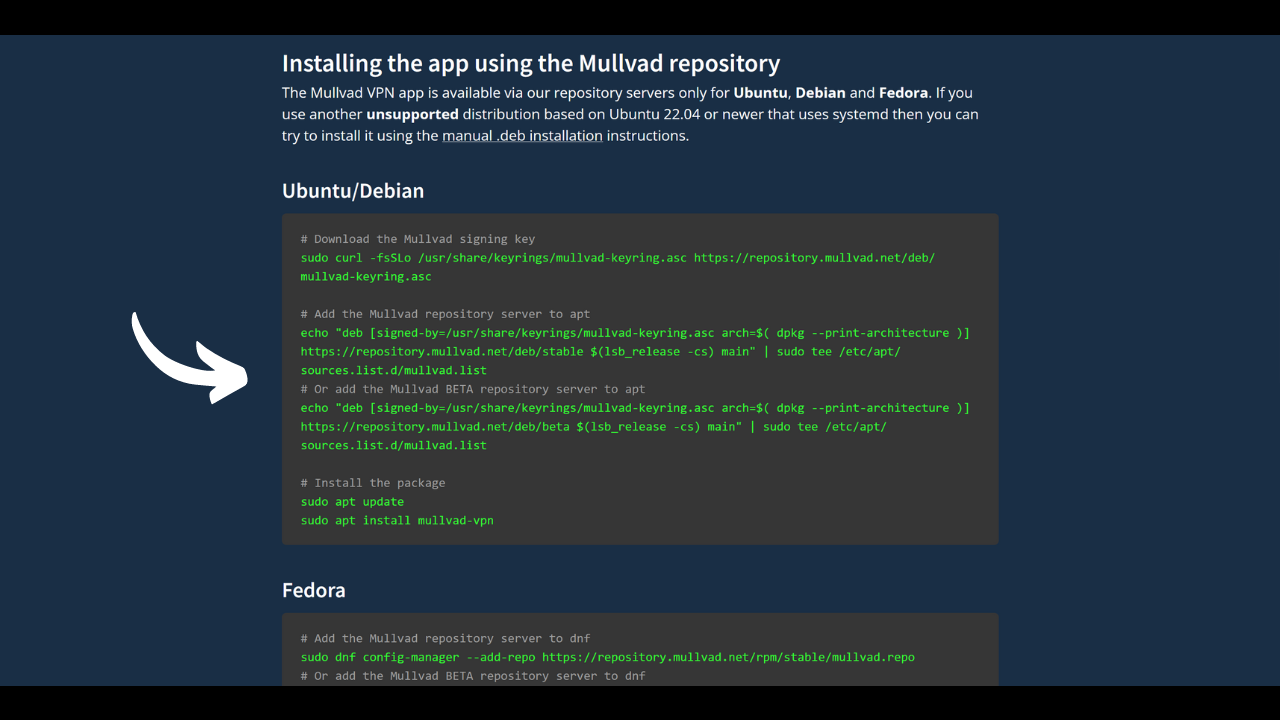 Installing the app using the Mullvad repository
The Mullvad VPN app is available via our repository servers only for Ubuntu, Debian and Fedora. If you
use another unsupported distribution based on Ubuntu 22.04 or newer that uses systemd then you can
try to install it using the manual .deb installation instructions.
Ubuntu/Debian
# Download the Mullvad signing key
sudo curl -fsSLo /usr/share/keyrings/mullvad-keyring.asc https://repository.mullvad.net/deb/
mullvad-keyring.asc
# Add the Mullvad repository server to apt
echo "deb [signed-by=/usr/share/keyrings/mullvad-keyring.asc arch=$( dpkg --print-architecture )]
https://repository.mullvad.net/deb/stable $(lsb_release -cs) main" | sudo tee /etc/apt/
sources.list.d/mullvad.list
# Or add the Mullvad BETA repository server to apt
echo "deb [signed-by=/usr/share/keyrings/mullvad-keyring.asc arch=$( dpkg --print-architecture )]
https://repository.mullvad.net/deb/beta $(lsb_release -cs) main" | sudo tee /etc/apt/
sources.list.d/mullvad.list
# Install the package
sudo apt update
sudo apt install mullvad-vpn
Fedora
# Add the Mullvad repository server to dnf
sudo dnf config-manager --add-repo https://repository.mullvad.net/rpm/stable/mullvad.repo
# Or add the Mullvad BETA repository server to dnf